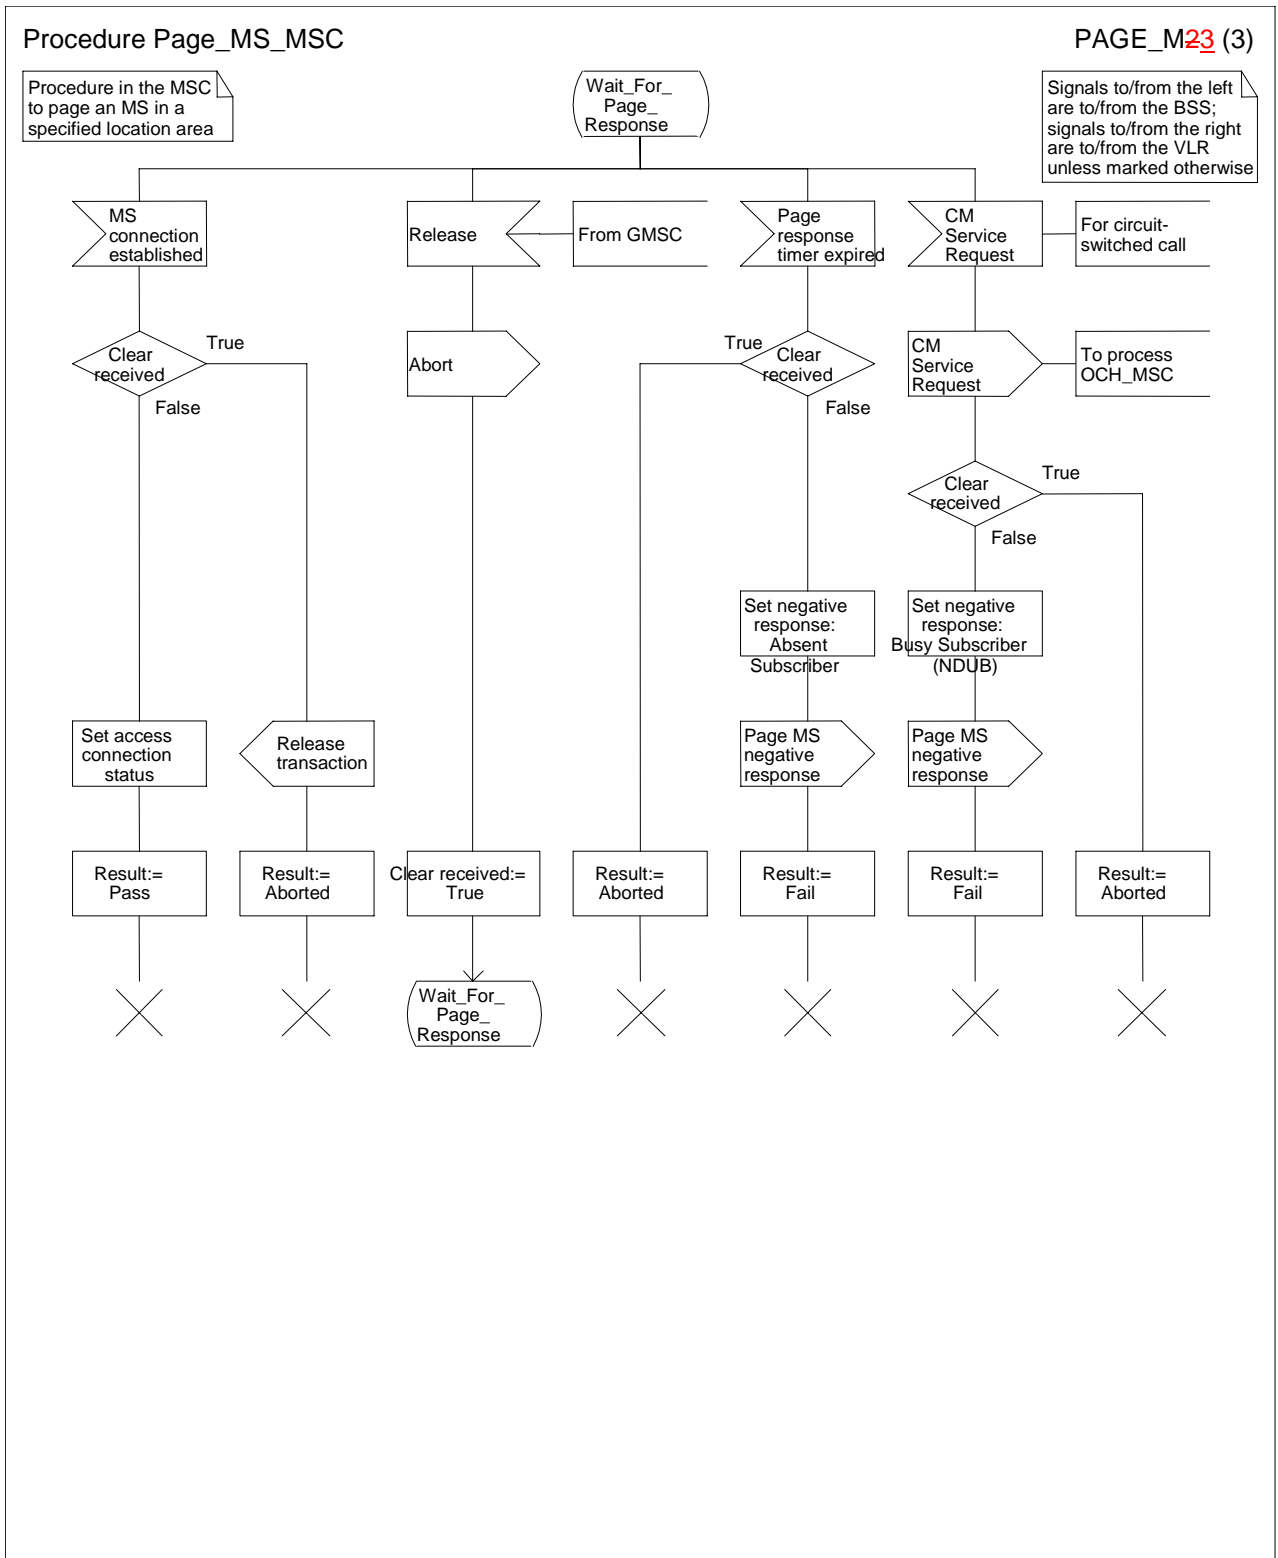 Procedure Page_MS_MSC
PAGE_M23 (3)
Procedure in the MSC
to page an MS in a
specified location area
Wait_For_
Page_
Response
Signals to/from the left
are to/from the BSS;
signals to/from the right
are to/from the VLR
unless marked otherwise
MS
connection
established
Release
From GMSC
Page
response
timer expired
CM
Service
Request
For circuit-
switched call
Clear
received
True
False
Abort
True
Clear
received
False
CM
Service
Request
To process
OCH_MSC
Clear
received
True
False
Set negative
response:
Absent
Subscriber
Set negative
response:
Busy Subscriber
(NDUB)
Set access
connection
status
Release
transaction
Page MS
negative
response
Page MS
negative
response
Result:=
Pass
Result:=
Aborted
Clear received:=
True
Result:=
Aborted
Result:=
Fail
Result:=
Fail
Result:=
Aborted
Wait_For_
Page_
Response